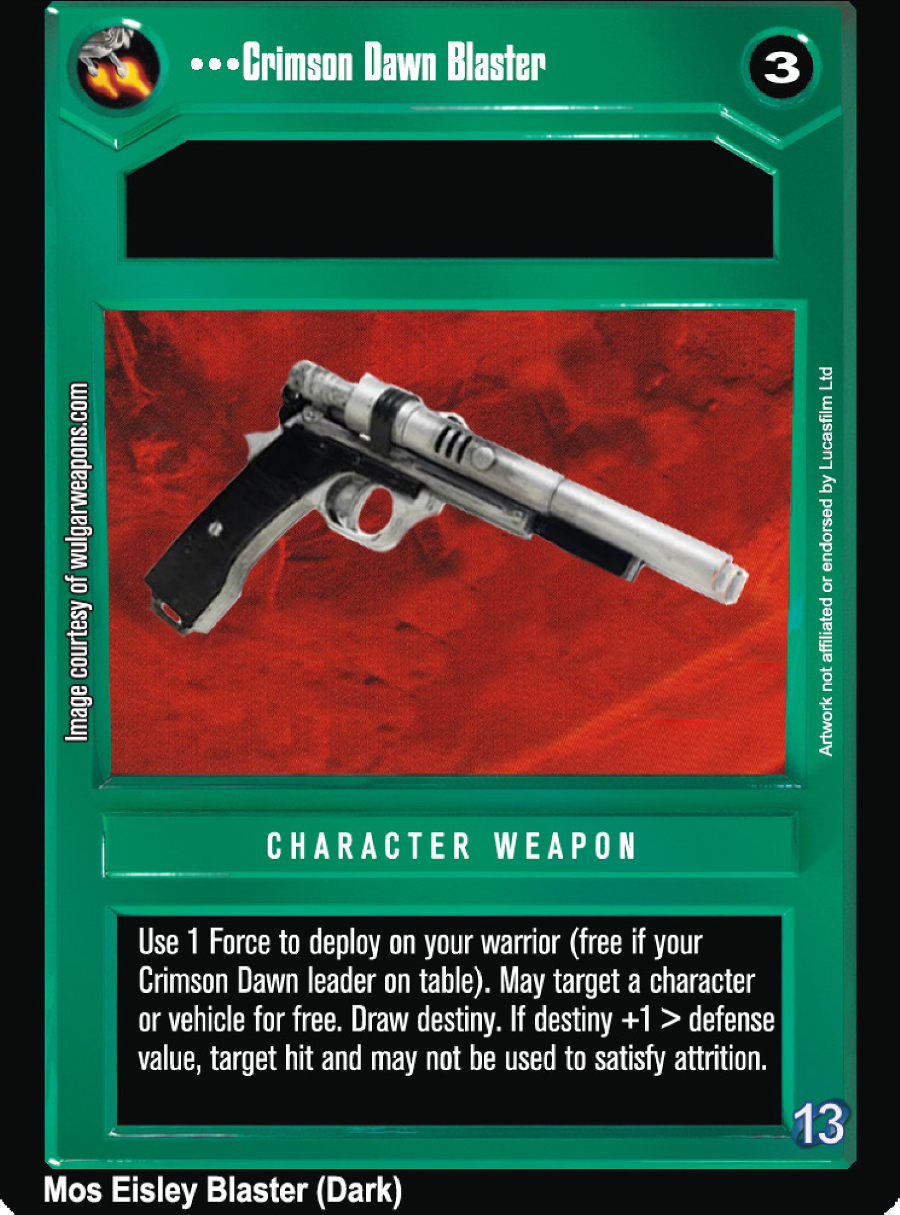 •••Crimson Dawn Blaster
3
Image courtesy of wulgarweapons.com
Artwork not affiliated or endorsed by Lucasfilm Ltd
CHARACTER WEAPON
Use 1 Force to deploy on your warrior (free if your
Crimson Dawn leader on table). May target a character
or vehicle for free. Draw destiny. If destiny +1 > defense
value, target hit and may not be used to satisfy attrition.
13
Mos Eisley Blaster (Dark)